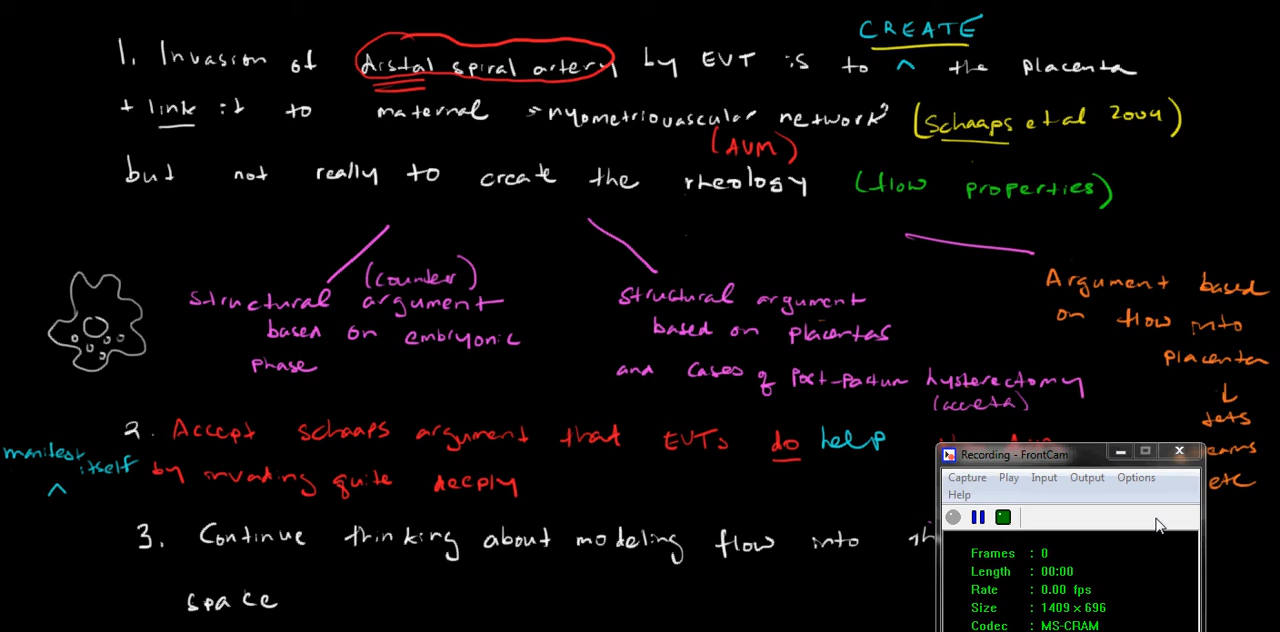 CREATE
1. Invasion of distal spiral artery by EVT is to ^ the placenta
+ link it to maternal "myometriovascular network" (Schaaps et al 2004)
(AVM)
but not really to create the rheology (flow properties)
(counter)
Structural argument
based on embryonic
phase
Structural argument
based on placentas
and cases of post-partum hysterectomy
(accreta)
Argument based
on flow into
placenta
↓
jets
etc
2. Accept schaaps argument that EVTs do help
manifest itself ^
by invading quite deeply
3. Continue thinking about modeling flow into
space
Recording - FrontCam
Capture Play Input Output Options
Help
Frames : 0
Length : 00:00
Rate : 0.00 fps
Size : 1409 x 696
Codec : MS-CRAM